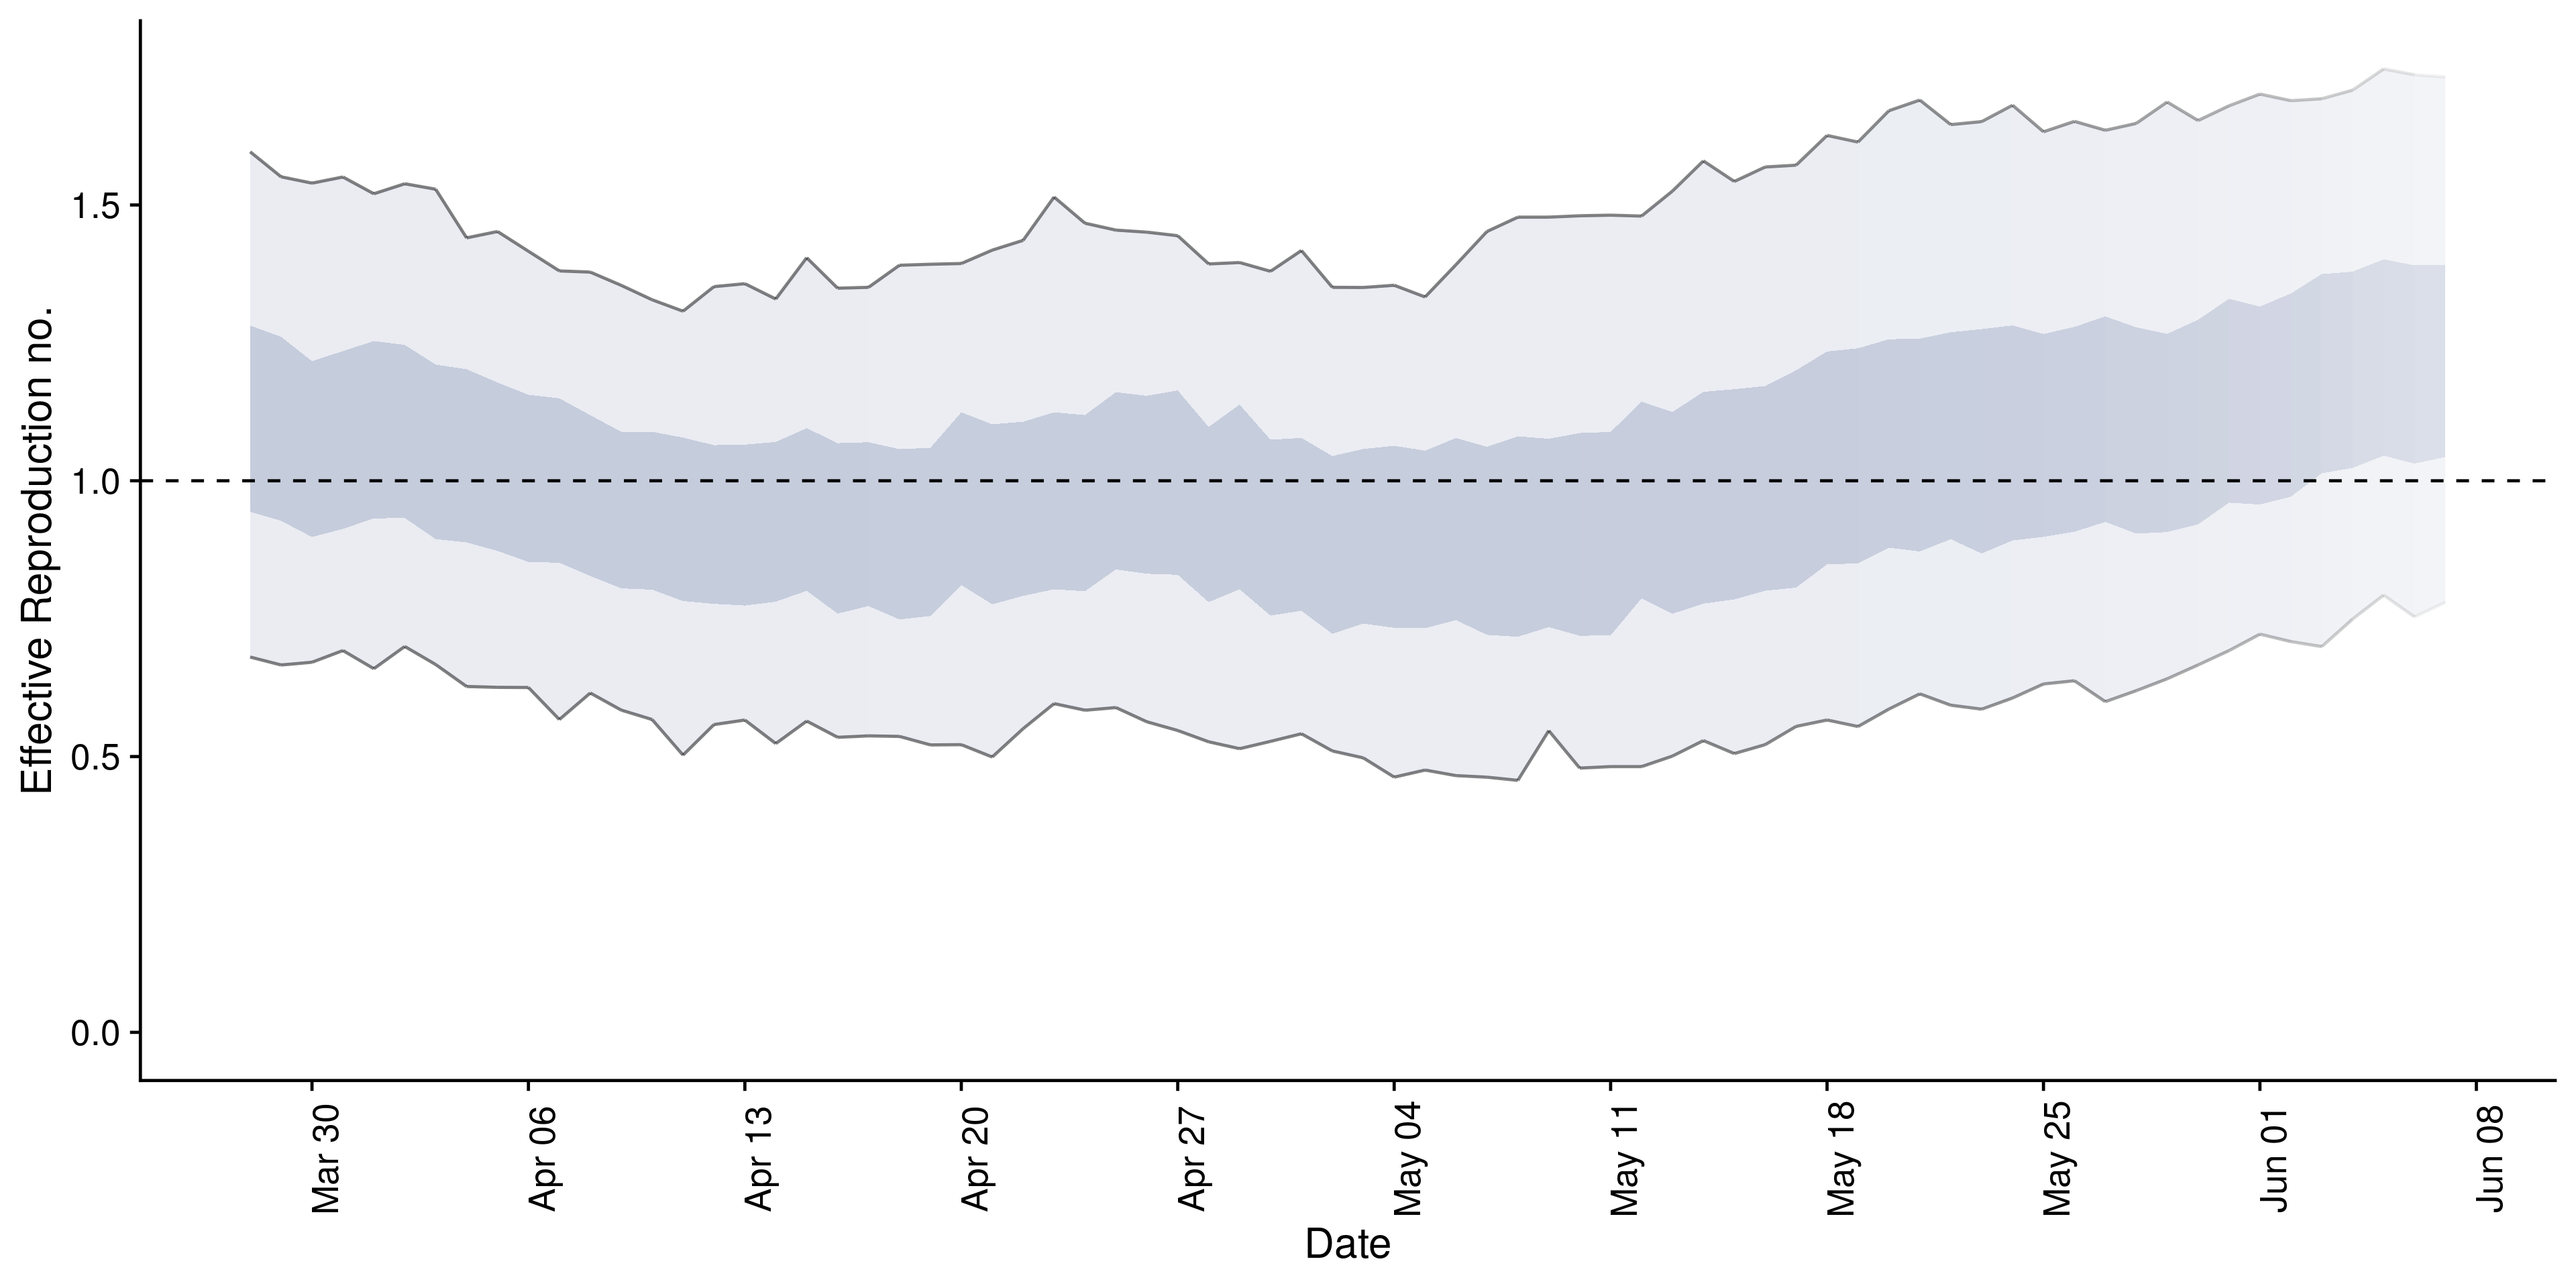 Effective Reproduction no.
1.5
1.0
0.5
0.0
Mar 30
Apr 06
Apr 13
Apr 20
Apr 27
May 04
May 11
May 18
May 25
Jun 01
Jun 08
Date